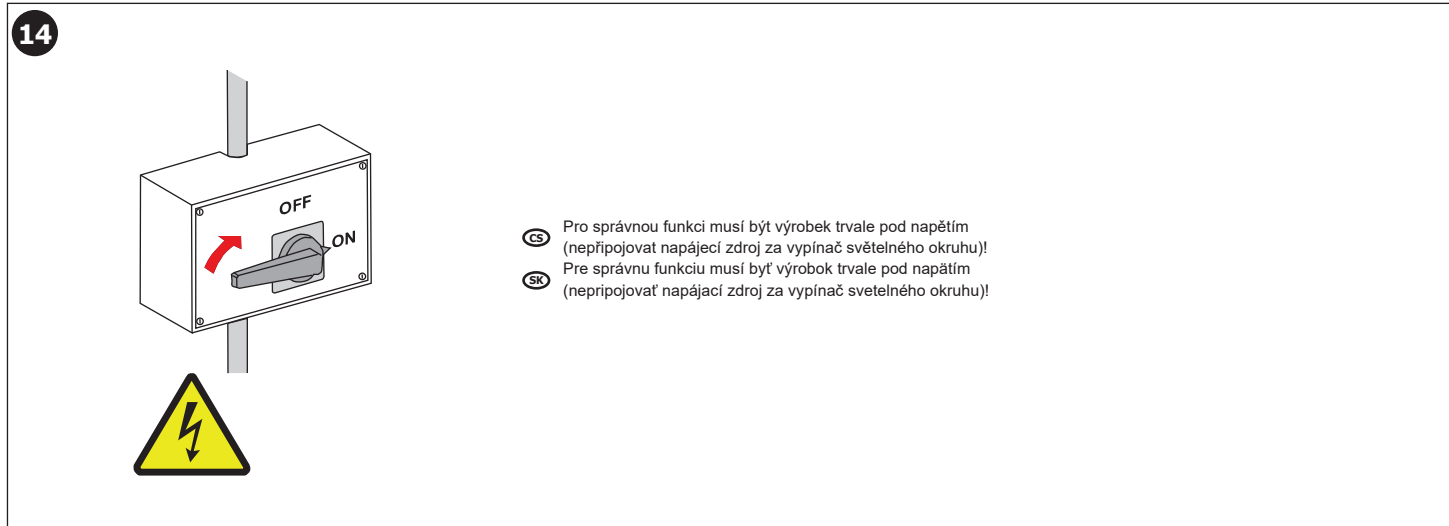 14
OFF
ON
CS Pro správnou funkci musí být výrobek trvale pod napětím
(nepřipojovat napájecí zdroj za vypínač světelného okruhu)!
SK Pre správnu funkciu musí byť výrobok trvale pod napätím
(nepripojovať napájací zdroj za vypínač svetelného okruhu)!